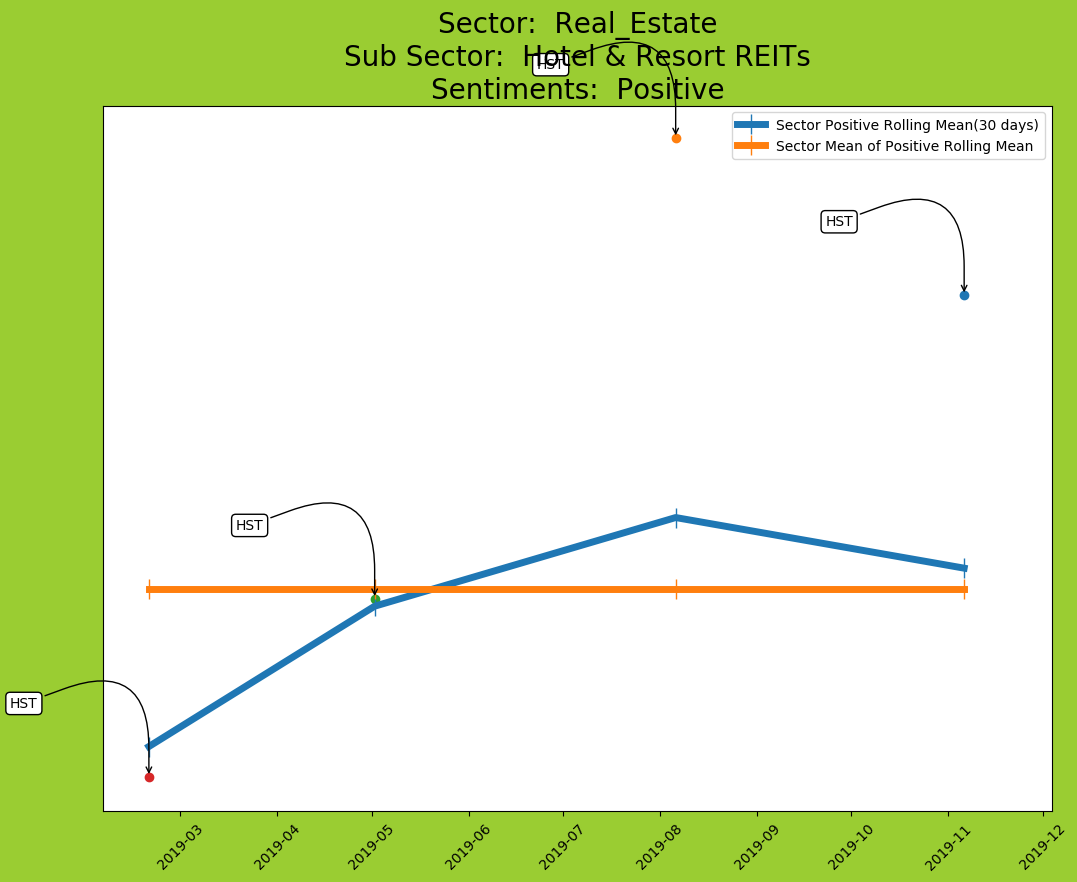 Sector:  Real_Estate
Sub Sector:  Hotel & Resort REITs
Sentiments:  Positive
HST
Sector Positive Rolling Mean(30 days)
Sector Mean of Positive Rolling Mean
HST
HST
HST
2019-03
2019-04
2019-05
2019-06
2019-07
2019-08
2019-09
2019-10
2019-11
2019-12